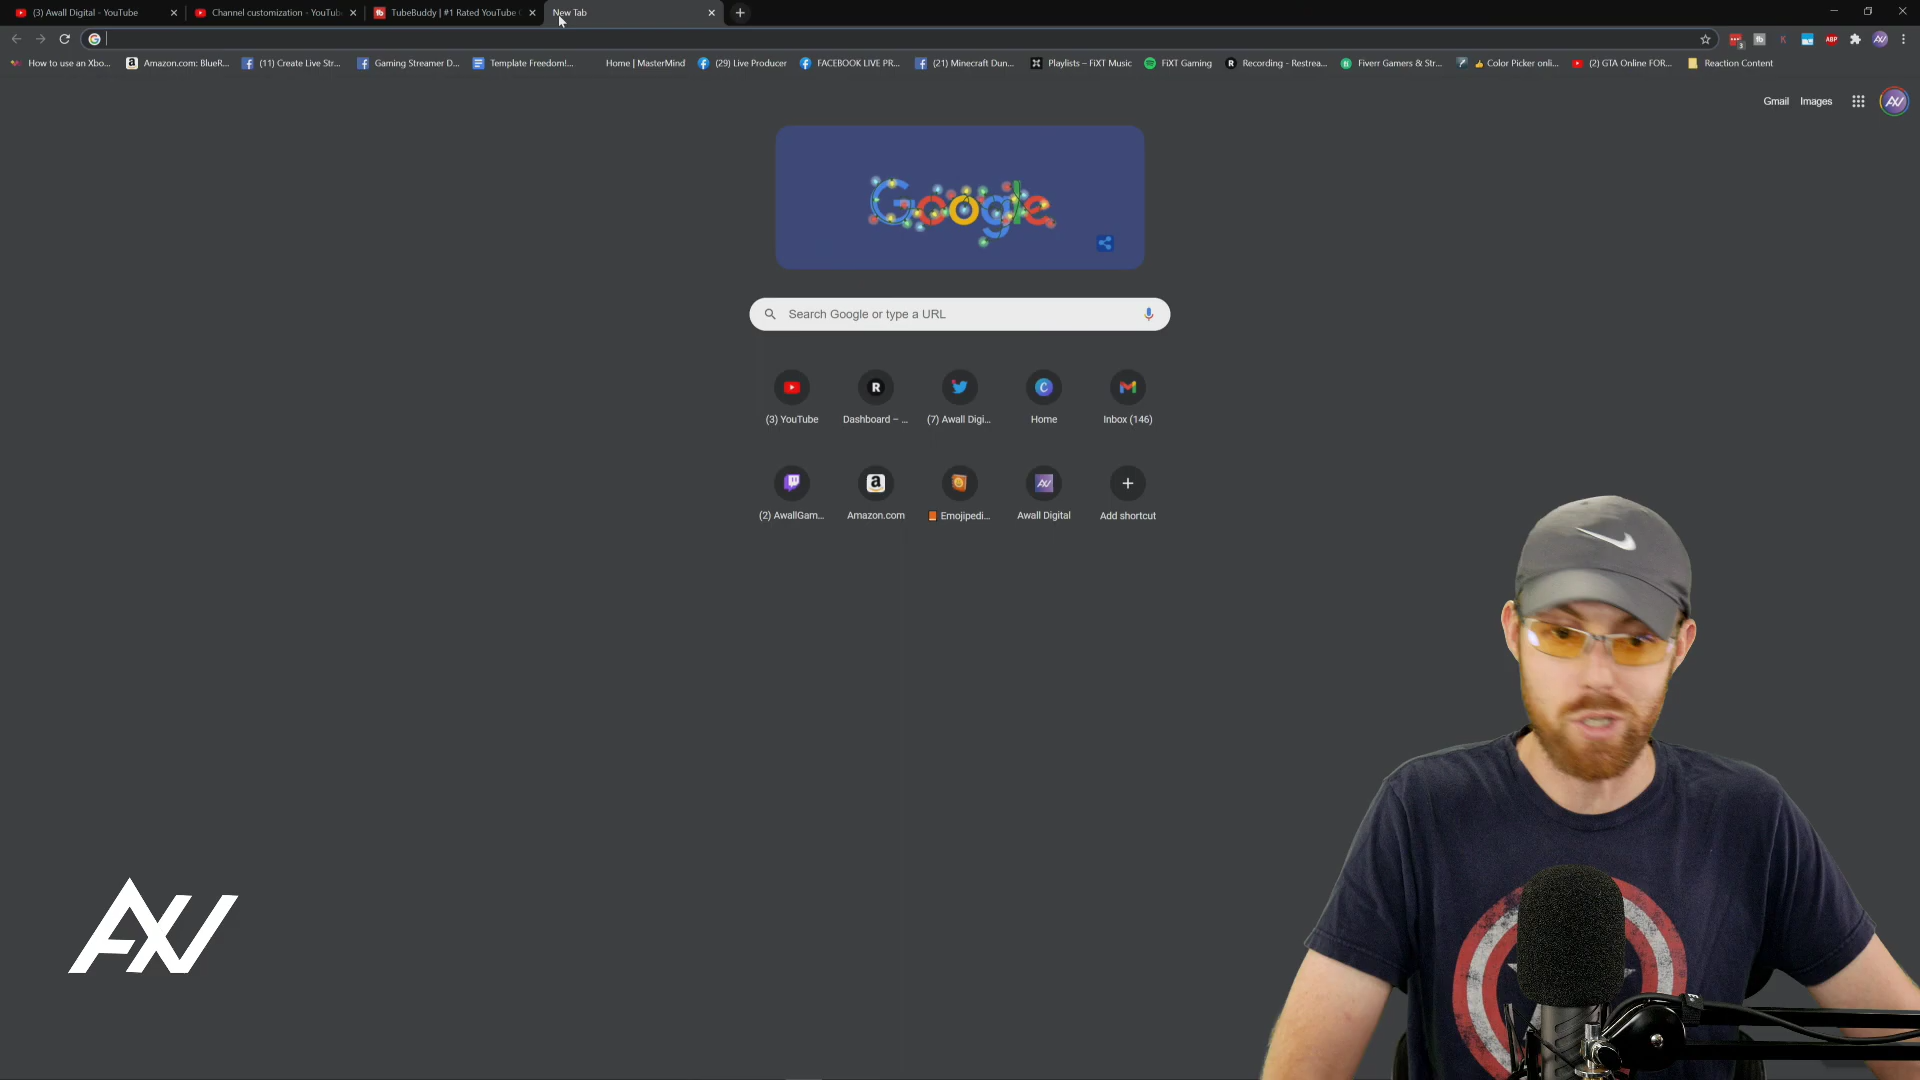 (3) Awall Digital - YouTube
Channel customization - YouTub
TubeBuddy | #1 Rated YouTube
New Tab
How to use an Xbo...
Amazon.com: BlueR...
(11) Create Live Str...
Gaming Streamer D...
Template Freedom!...
Home | MasterMind
(29) Live Producer
FACEBOOK LIVE PR...
(21) Minecraft Dun...
Playlists – FiXT Music
FiXT Gaming
Recording - Restrea...
Fiverr Gamers & Str...
Color Picker onli...
(2) GTA Online FOR...
Reaction Content
Gmail
Images
Google
Search Google or type a URL
(3) YouTube
Dashboard – ...
(7) Awall Digi...
Home
Inbox (146)
(2) AwallGam...
Amazon.com
Emojipedi...
Awall Digital
Add shortcut